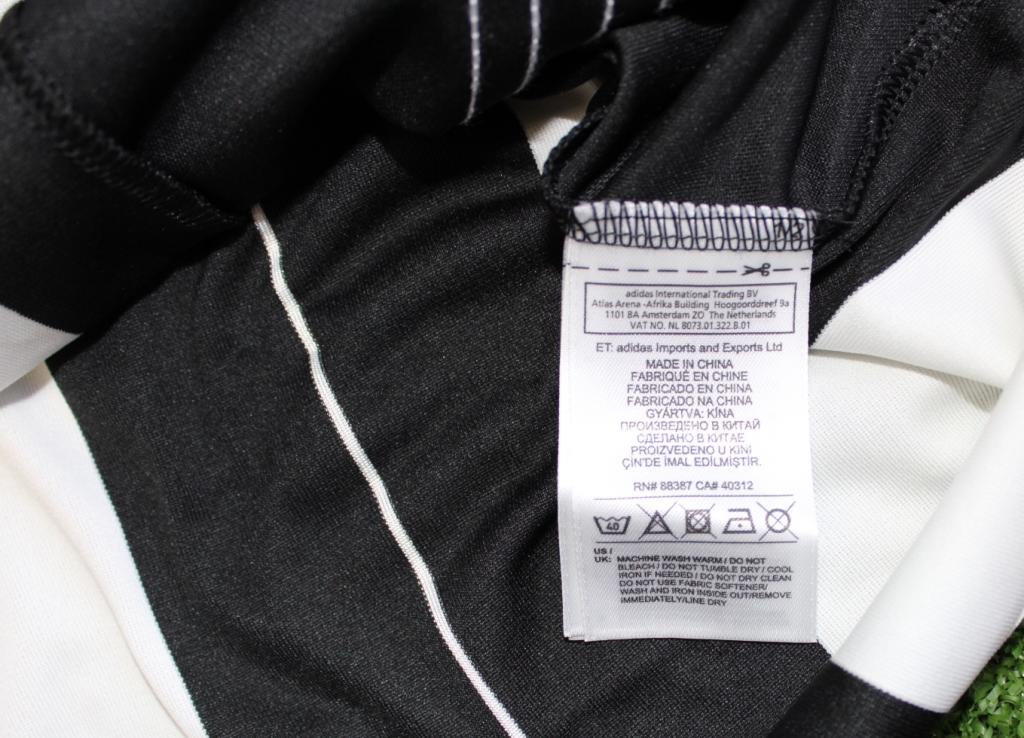 adidas International Trading BV
Atlas Arena -Afrika Building Hoogoorddreef 9a
1101 BA Amsterdam ZO The Netherlands
VAT NO. NL 8073.01.322.B.01
ET: adidas Imports and Exports Ltd
MADE IN CHINA
FABRIQUÉ EN CHINE
FABRICADO EN CHINA
FABRICADO NA CHINA
GYÁRTVA: KÍNA
ПРОИЗВЕДЕНО В КИТАЙ
СДЕЛАНО В КИТАЕ
PROIZVEDENO U KINI
ÇİN'DE İMAL EDİLMİŞTİR.
RN# 88387 CA# 40312
40
US /
UK: MACHINE WASH WARM / DO NOT
BLEACH / DO NOT TUMBLE DRY / COOL
IRON IF NEEDED / DO NOT DRY CLEAN
DO NOT USE FABRIC SOFTENER/
WASH AND IRON INSIDE OUT/REMOVE
IMMEDIATELY/LINE DRY